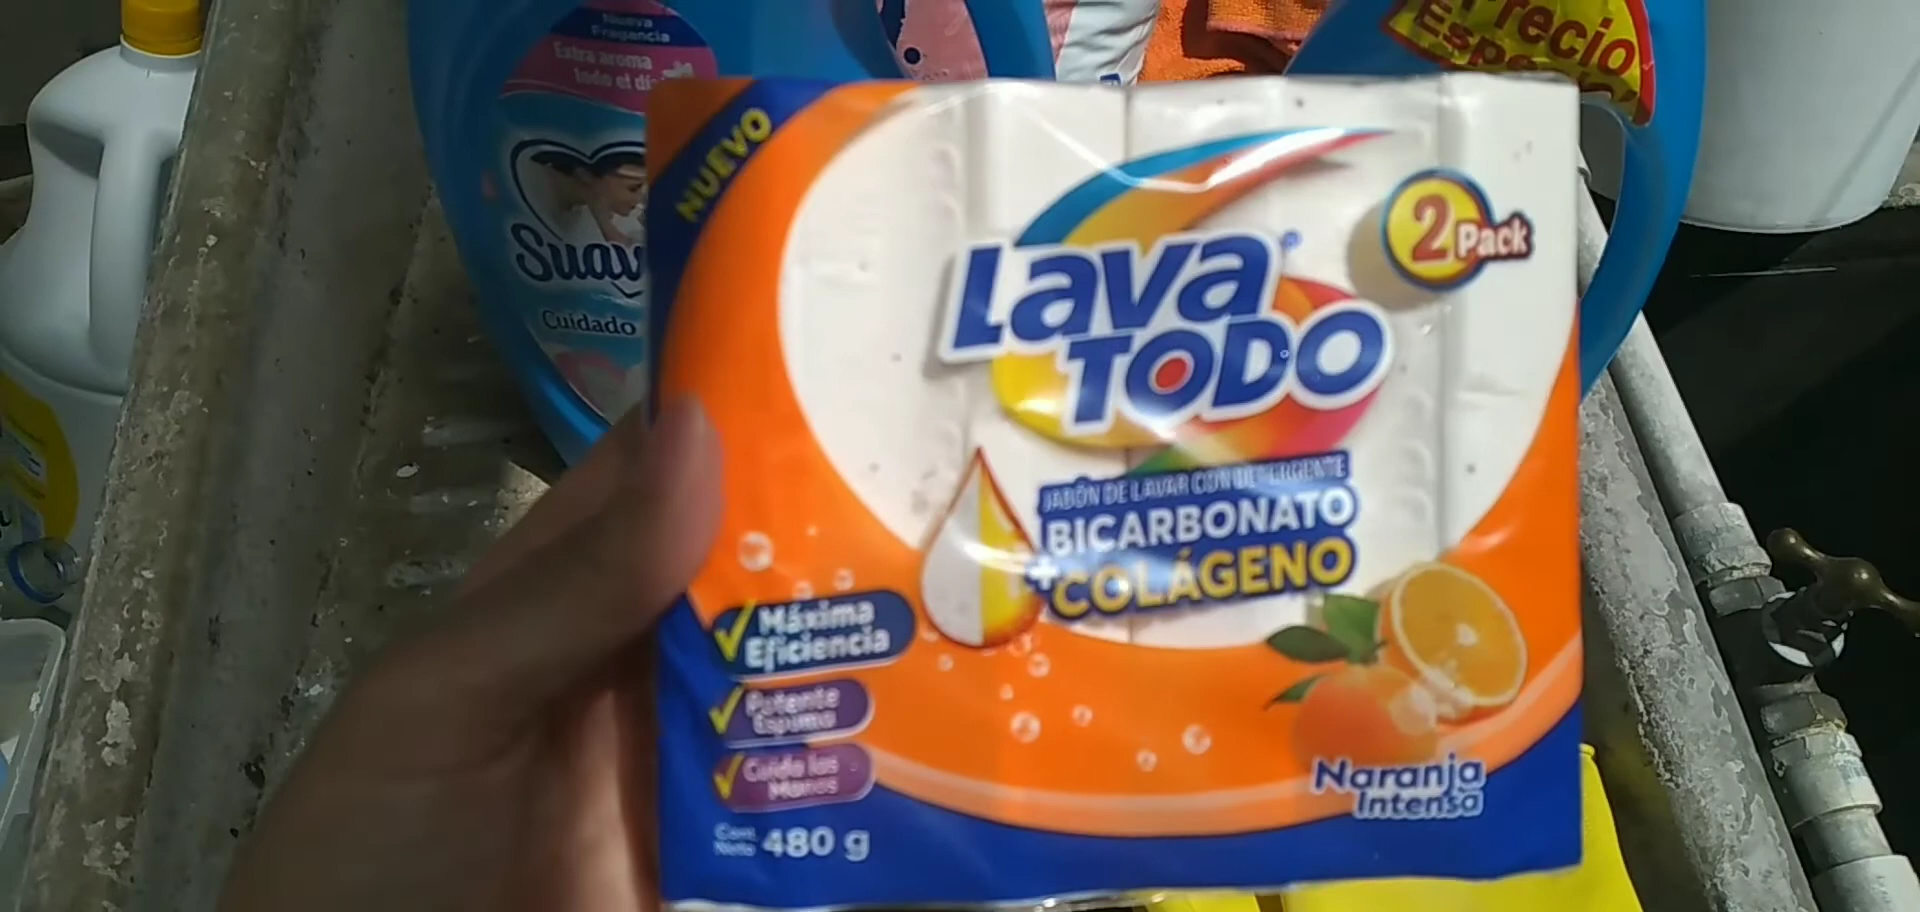 Nueva
Fragancia
Extra aroma
todo el día
Suav
Cuidado
Precio
Espe
NUEVO
2 Pack
Lava
TODO
JABÓN DE LAVAR CON DETERGENTE
BICARBONATO
+COLÁGENO
Máxima
Eficiencia
Potente
Espuma
Cuida las
Manos
Cont.
Neto 480 g
Naranja
Intensa